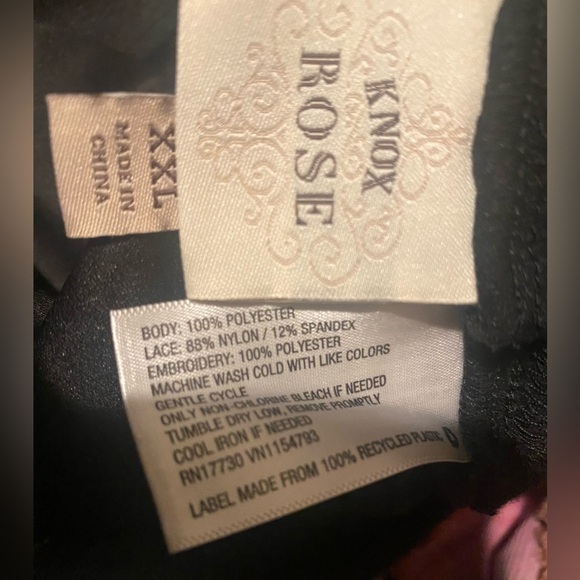 KNOX
ROSE
XXL
MADE IN
CHINA
BODY: 100% POLYESTER
LACE: 88% NYLON / 12% SPANDEX
EMBROIDERY: 100% POLYESTER
MACHINE WASH COLD WITH LIKE COLORS
GENTLE CYCLE
ONLY NON-CHLORINE BLEACH IF NEEDED
TUMBLE DRY LOW, REMOVE PROMPTLY
COOL IRON IF NEEDED
RN17730 VN1154793
LABEL MADE FROM 100% RECYCLED PLASTIC